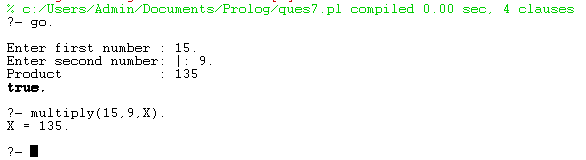 % c:/Users/Admin/Documents/Prolog/ques7.pl compiled 0.00 sec, 4 clauses
?- go.
Enter first number : 15.
Enter second number: |: 9.
Product            : 135
true.
?- multiply(15,9,X).
X = 135.
?-